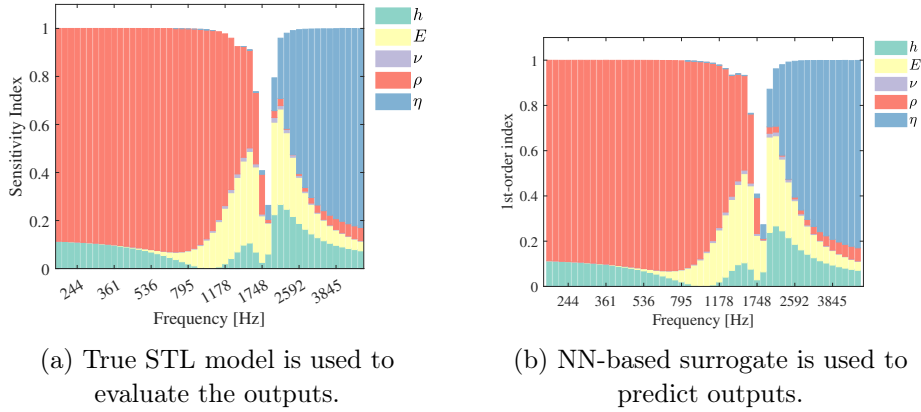 Sensitivity Index
1
0.8
0.6
0.4
0.2
0
244 361 536 795 1178 1748 2592 3845
Frequency [Hz]
h
E
ν
ρ
η
(a) True STL model is used to
evaluate the outputs.
1st-order index
1
0.8
0.6
0.4
0.2
0
244 361 536 795 1178 1748 2592 3845
Frequency [Hz]
h
E
ν
ρ
η
(b) NN-based surrogate is used to
predict outputs.